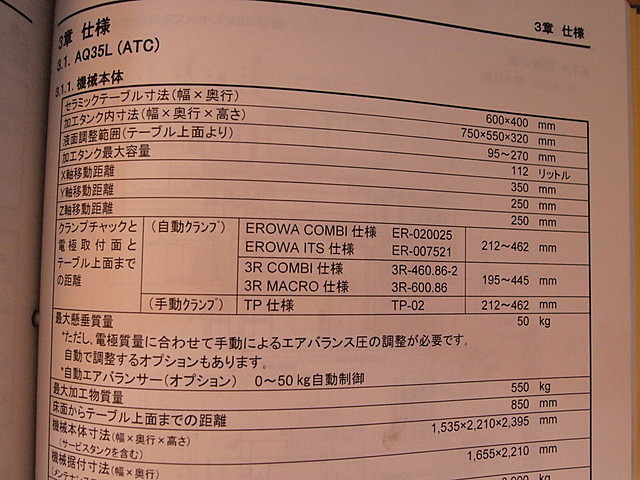 3章 仕様
3章 仕様
3.1. AQ35L (ATC)
3.1.1. 機械本体
セラミックテーブル寸法(幅×奥行) 600×400 mm
加工タンク内寸法(幅×奥行×高さ) 750×550×320 mm
液面調整範囲(テーブル上面より) 95~270 mm
加工タンク最大容量 112 リットル
X軸移動距離 350 mm
Y軸移動距離 250 mm
Z軸移動距離 250 mm
クランプチャックと電極取付面とテーブル上面までの距離
(自動クランプ) EROWA COMBI 仕様 ER-020025
EROWA ITS 仕様 ER-007521 212~462 mm
3R COMBI 仕様 3R-460.86-2
3R MACRO 仕様 3R-600.86 195~445 mm
(手動クランプ) TP 仕様 TP-02 212~462 mm
最大懸垂質量 50 kg
*ただし、電極質量に合わせて手動によるエアバランス圧の調整が必要です。
自動で調整するオプションもあります。
*自動エアバランサー(オプション) 0~50 kg自動制御
最大加工物質量 550 kg
床面からテーブル上面までの距離 850 mm
機械本体寸法(幅×奥行×高さ) 1,535×2,210×2,395 mm
(サービスタンクを含む)
機械据付寸法(幅×奥行) 1,655×2,210 mm